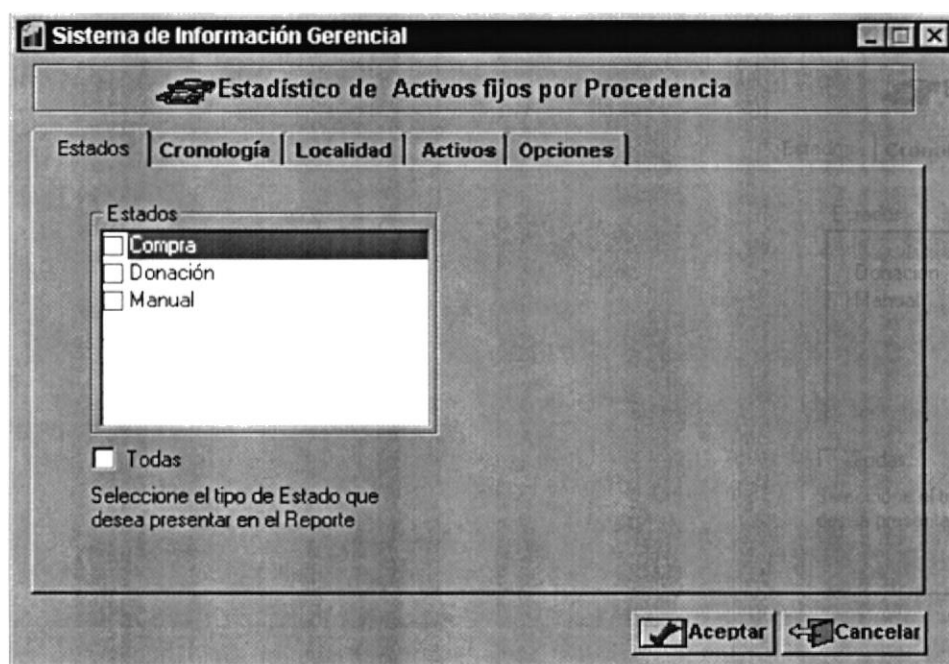 Sistema de Información Gerencial
Estadístico de Activos fijos por Procedencia
Estados Cronología Localidad Activos Opciones
Estados
Compra
Donación
Manual
Todas
Seleccione el tipo de Estado que
desea presentar en el Reporte
Aceptar Cancelar